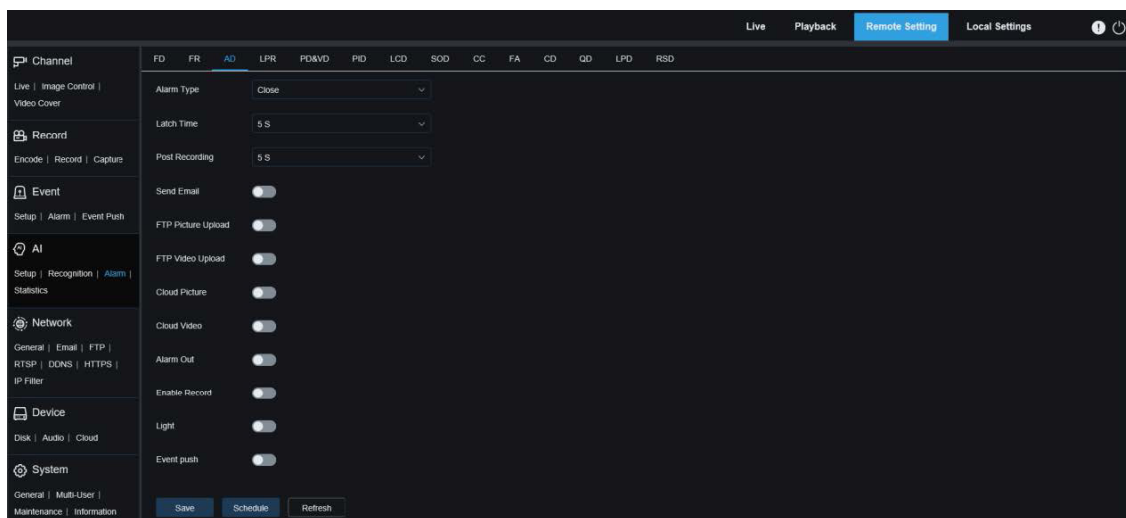 Live Playback Remote Setting Local Settings
Channel
Live | Image Control |
Video Cover
Record
Encode | Record | Capture
Event
Setup | Alarm | Event Push
AI
Setup | Recognition | Alarm |
Statistics
Network
General | Email | FTP |
RTSP | DDNS | HTTPS |
IP Filter
Device
Disk | Audio | Cloud
System
General | Multi-User |
Maintenance | Information
FD FR AD LPR PD&VD PID LCD SOD CC FA CD QD LPD RSD
Alarm Type Close
Latch Time 5 S
Post Recording 5 S
Send Email
FTP Picture Upload
FTP Video Upload
Cloud Picture
Cloud Video
Alarm Out
Enable Record
Light
Event push
Save Schedule Refresh